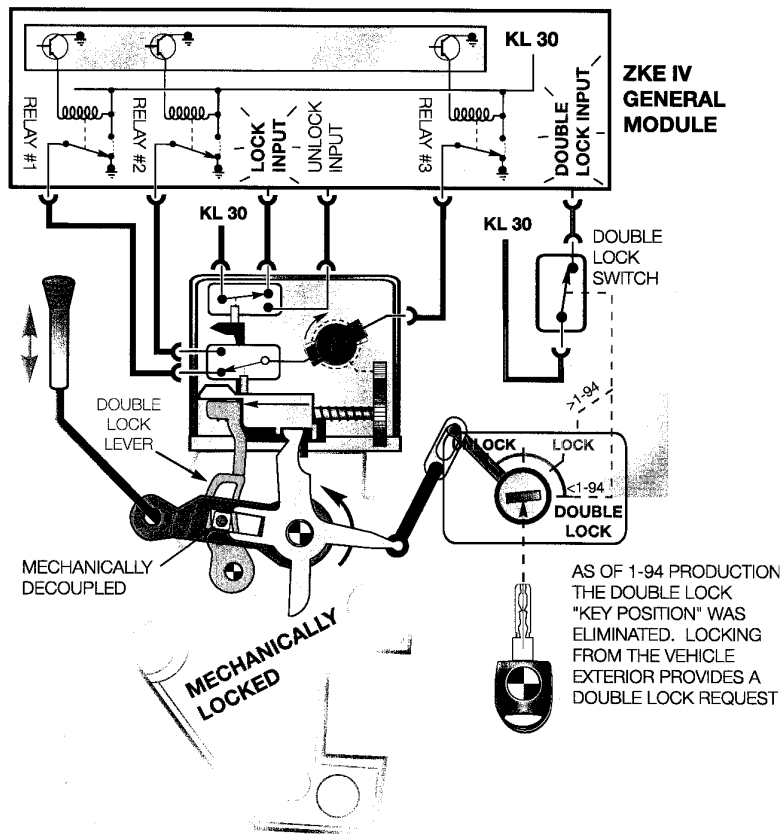 KL 30
ZKE IV
GENERAL
MODULE
RELAY #1
RELAY #2
LOCK
INPUT
UNLOCK
INPUT
RELAY #3
DOUBLE
LOCK INPUT
KL 30
KL 30
DOUBLE
LOCK
SWITCH
DOUBLE
LOCK
LEVER
>1-94
UNLOCK
LOCK
<1-94
DOUBLE
LOCK
MECHANICALLY
DECOUPLED
MECHANICALLY
LOCKED
AS OF 1-94 PRODUCTION
THE DOUBLE LOCK
"KEY POSITION" WAS
ELIMINATED. LOCKING
FROM THE VEHICLE
EXTERIOR PROVIDES A
DOUBLE LOCK REQUEST